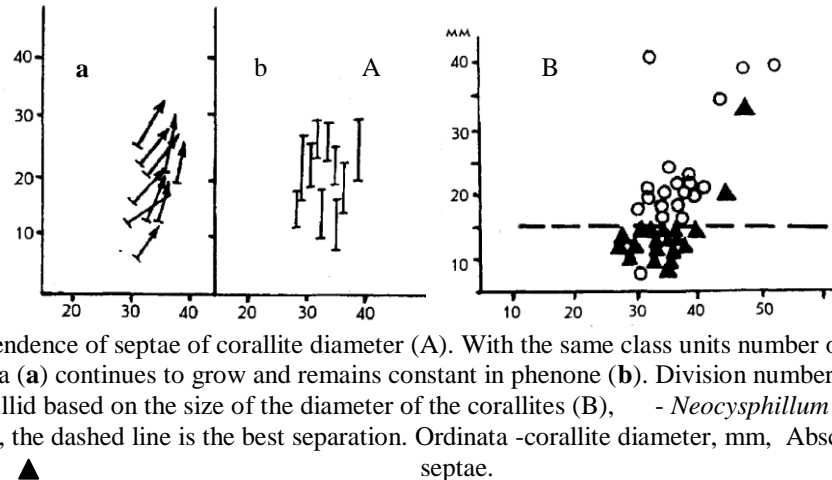 MM
40
30
20
10
a
b
A
20
30
40
20
30
40
40
30
20
10
B
10
20
30
40
50
endence of septae of corallite diameter (A). With the same class units number o
a (a) continues to grow and remains constant in phenone (b). Division number
llid based on the size of the diameter of the corallites (B), - Neocysphillum
, the dashed line is the best separation. Ordinata -corallite diameter, mm, Absc
septae.